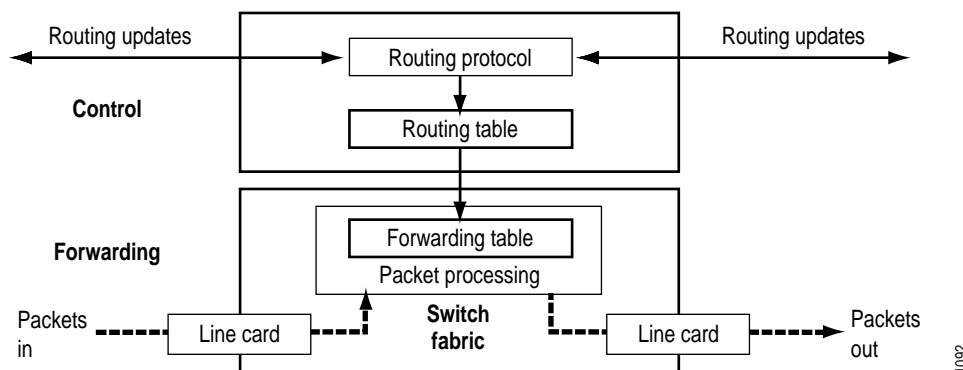 Routing updates
Routing updates
Routing protocol
Control
Routing table
Forwarding table
Forwarding
Packet processing
Packets
in
Line card
Switch
fabric
Line card
Packets
out